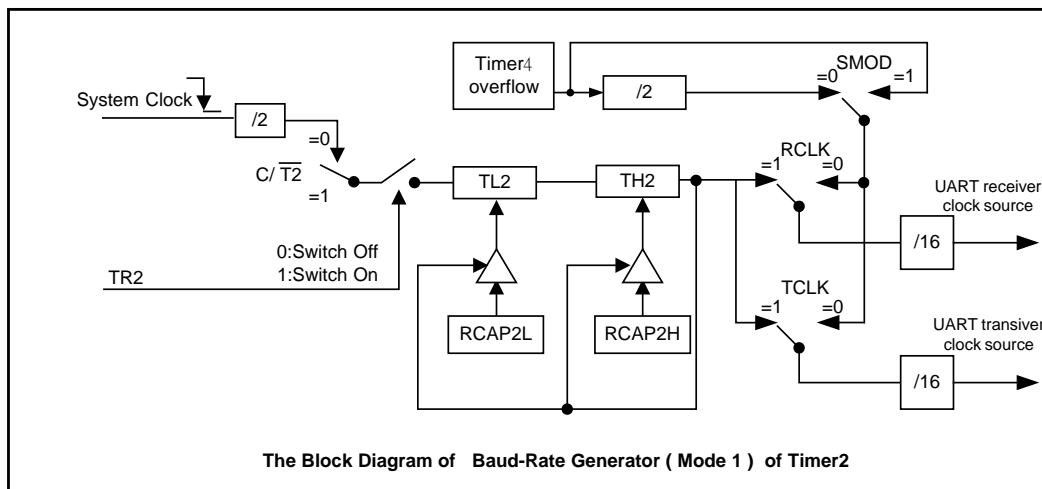 Timer4
overflow
/2
SMOD
=0
=1
System Clock
/2
=0
C/ T2
=1
TL2
TH2
RCLK
=1
=0
UART receiver
clock source
/16
0:Switch Off
1:Switch On
TR2
RCAP2L
RCAP2H
TCLK
=1
=0
UART transiver
clock source
/16
The Block Diagram of Baud-Rate Generator ( Mode 1 ) of Timer2